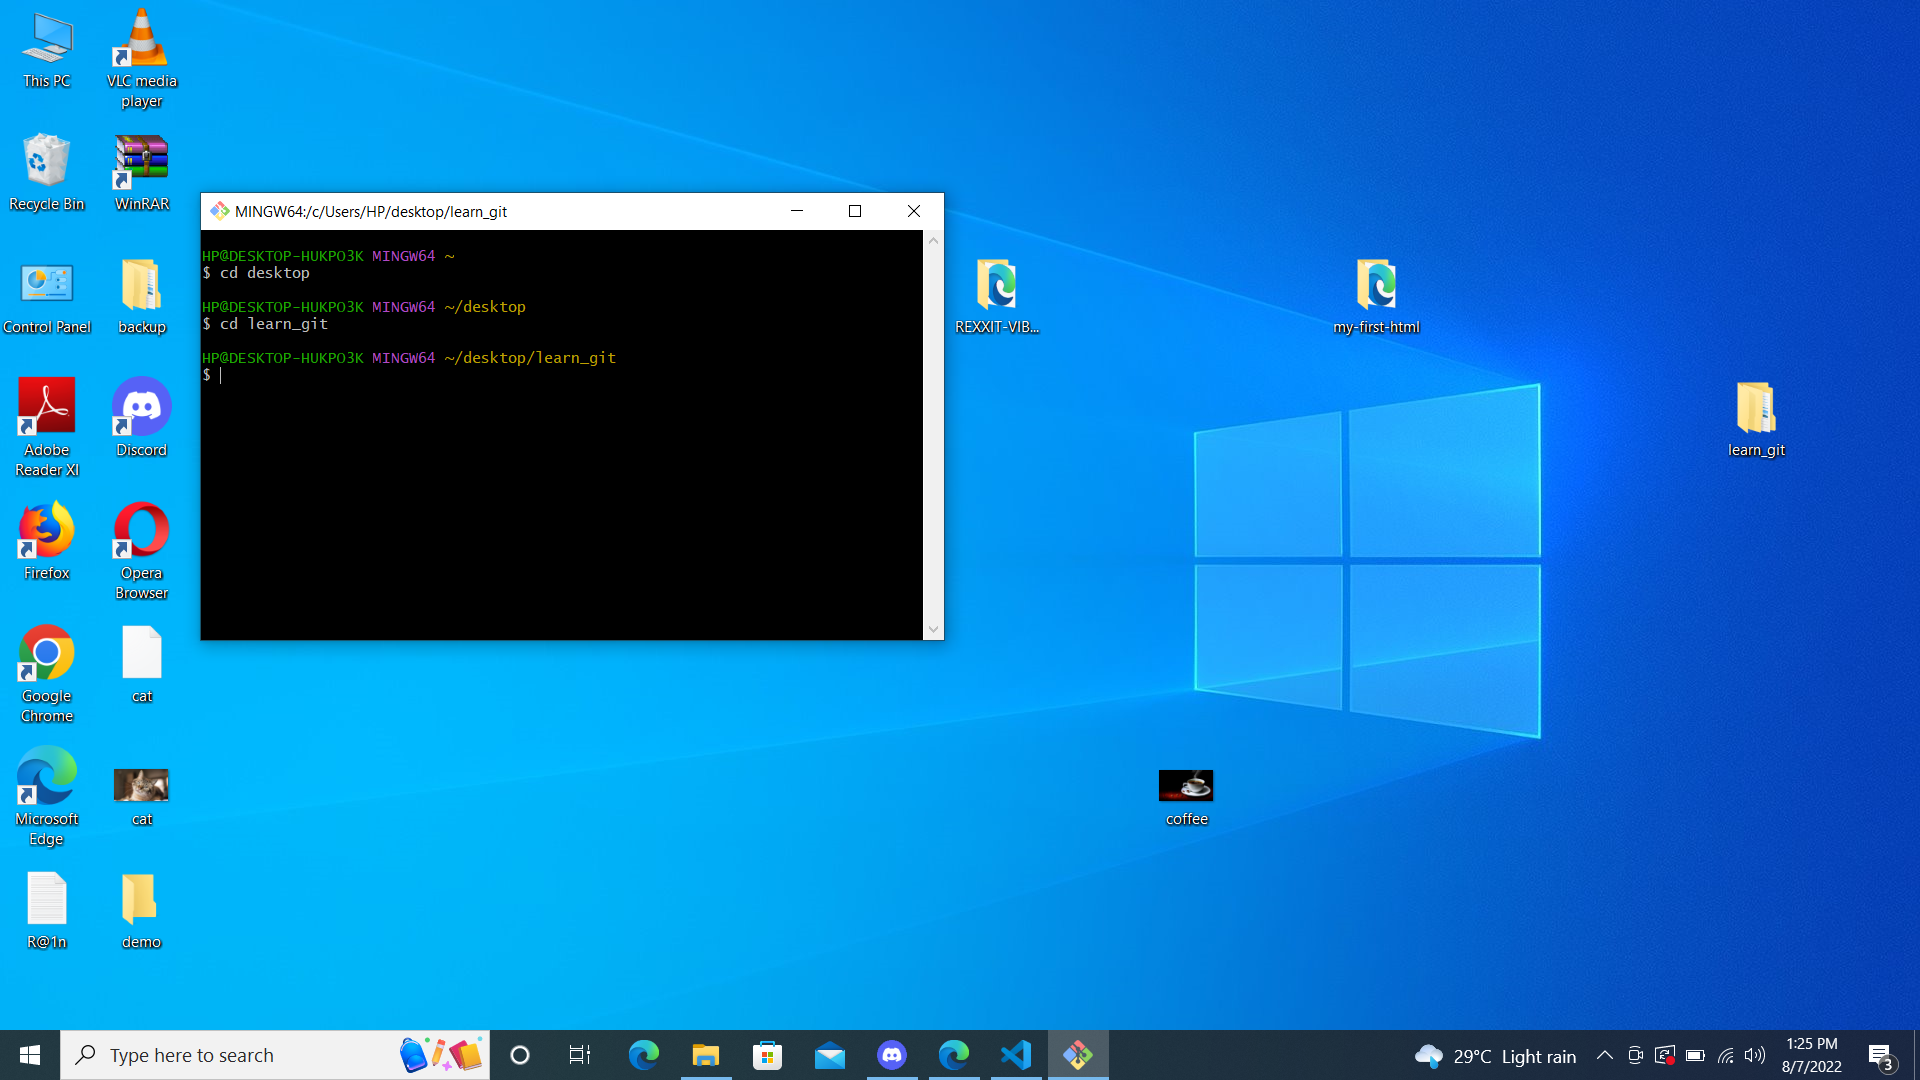 This PC
VLC media
player
Recycle Bin
WinRAR
Control Panel
backup
Adobe
Reader XI
Discord
Firefox
Opera
Browser
Google
Chrome
cat
Microsoft
Edge
cat
R@1n
demo
MINGW64:/c/Users/HP/desktop/learn_git
HP@DESKTOP-HUKPO3K MINGW64 ~
$ cd desktop
HP@DESKTOP-HUKPO3K MINGW64 ~/desktop
$ cd learn_git
HP@DESKTOP-HUKPO3K MINGW64 ~/desktop/learn_git
$
REXXIT-VIB...
my-first-html
learn_git
coffee
Type here to search
29°C Light rain
1:25 PM
8/7/2022
3